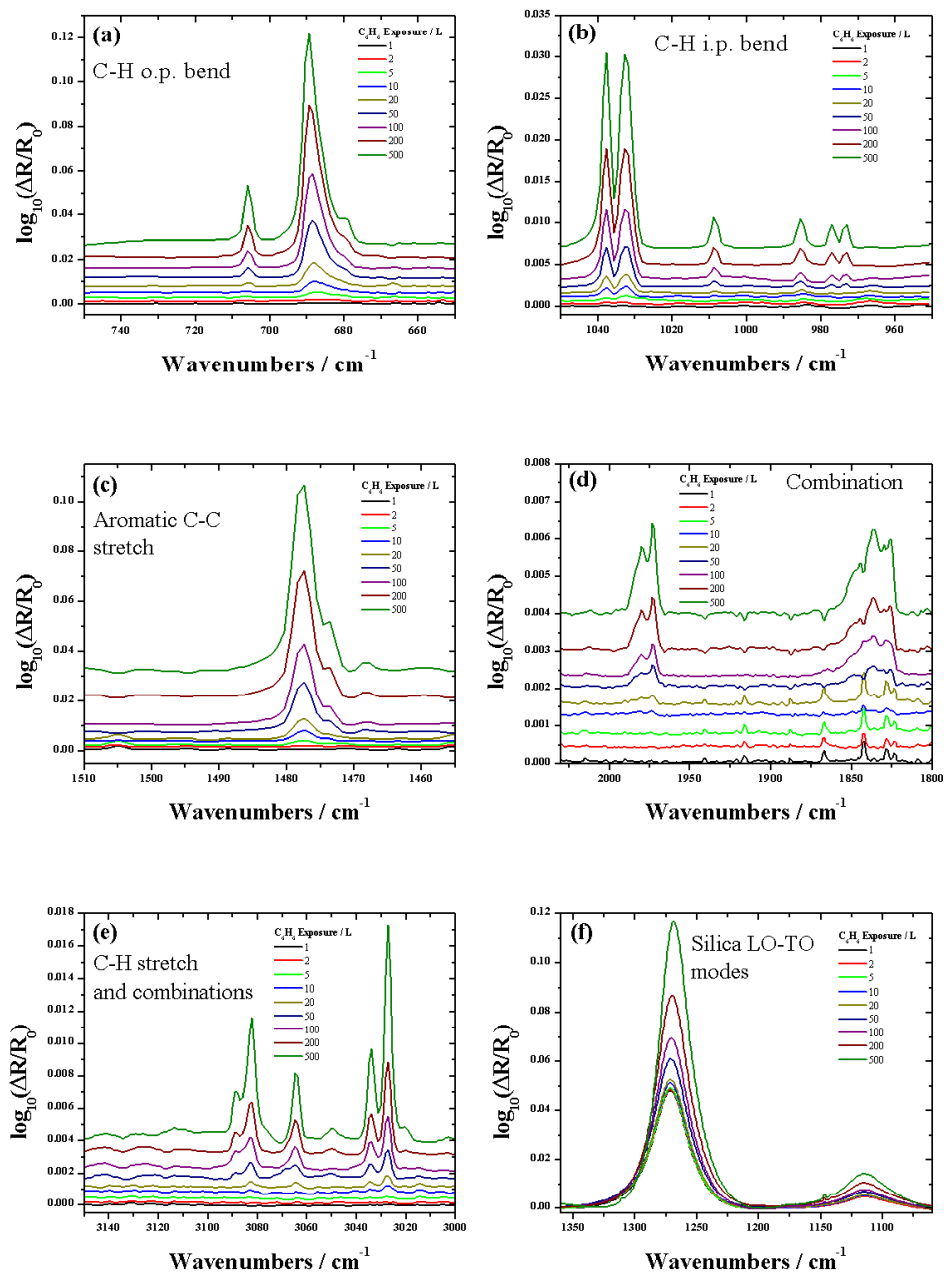 (a)
C-H o.p. bend
C₆H₆ Exposure / L
1
2
5
10
20
50
100
200
500
0.12
0.10
0.08
0.06
0.04
0.02
0.00
log₁₀(ΔR/R₀)
740 720 700 680 660
Wavenumbers / cm⁻¹
(b)
C-H i.p. bend
C₆H₆ Exposure / L
1
2
5
10
20
50
100
200
500
0.035
0.030
0.025
0.020
0.015
0.010
0.005
0.000
log₁₀(ΔR/R₀)
1040 1020 1000 980 960
Wavenumbers / cm⁻¹
(c)
Aromatic C-C
stretch
C₆H₆ Exposure / L
1
2
5
10
20
50
100
200
500
0.10
0.08
0.06
0.04
0.02
0.00
log₁₀(ΔR/R₀)
1510 1500 1490 1480 1470 1460
Wavenumbers / cm⁻¹
(d)
Combination
C₆H₆ Exposure / L
1
2
5
10
20
50
100
200
500
0.008
0.007
0.006
0.005
0.004
0.003
0.002
0.001
0.000
log₁₀(ΔR/R₀)
2000 1950 1900 1850 1800
Wavenumbers / cm⁻¹
(e)
C-H stretch
and combinations
C₆H₆ Exposure / L
1
2
5
10
20
50
100
200
500
0.018
0.016
0.014
0.012
0.010
0.008
0.006
0.004
0.002
0.000
log₁₀(ΔR/R₀)
3140 3120 3100 3080 3060 3040 3020 3000
Wavenumbers / cm⁻¹
(f)
Silica LO-TO
modes
C₆H₆ Exposure / L
1
2
5
10
20
50
100
200
500
0.12
0.10
0.08
0.06
0.04
0.02
0.00
log₁₀(ΔR/R₀)
1350 1300 1250 1200 1150 1100
Wavenumbers / cm⁻¹